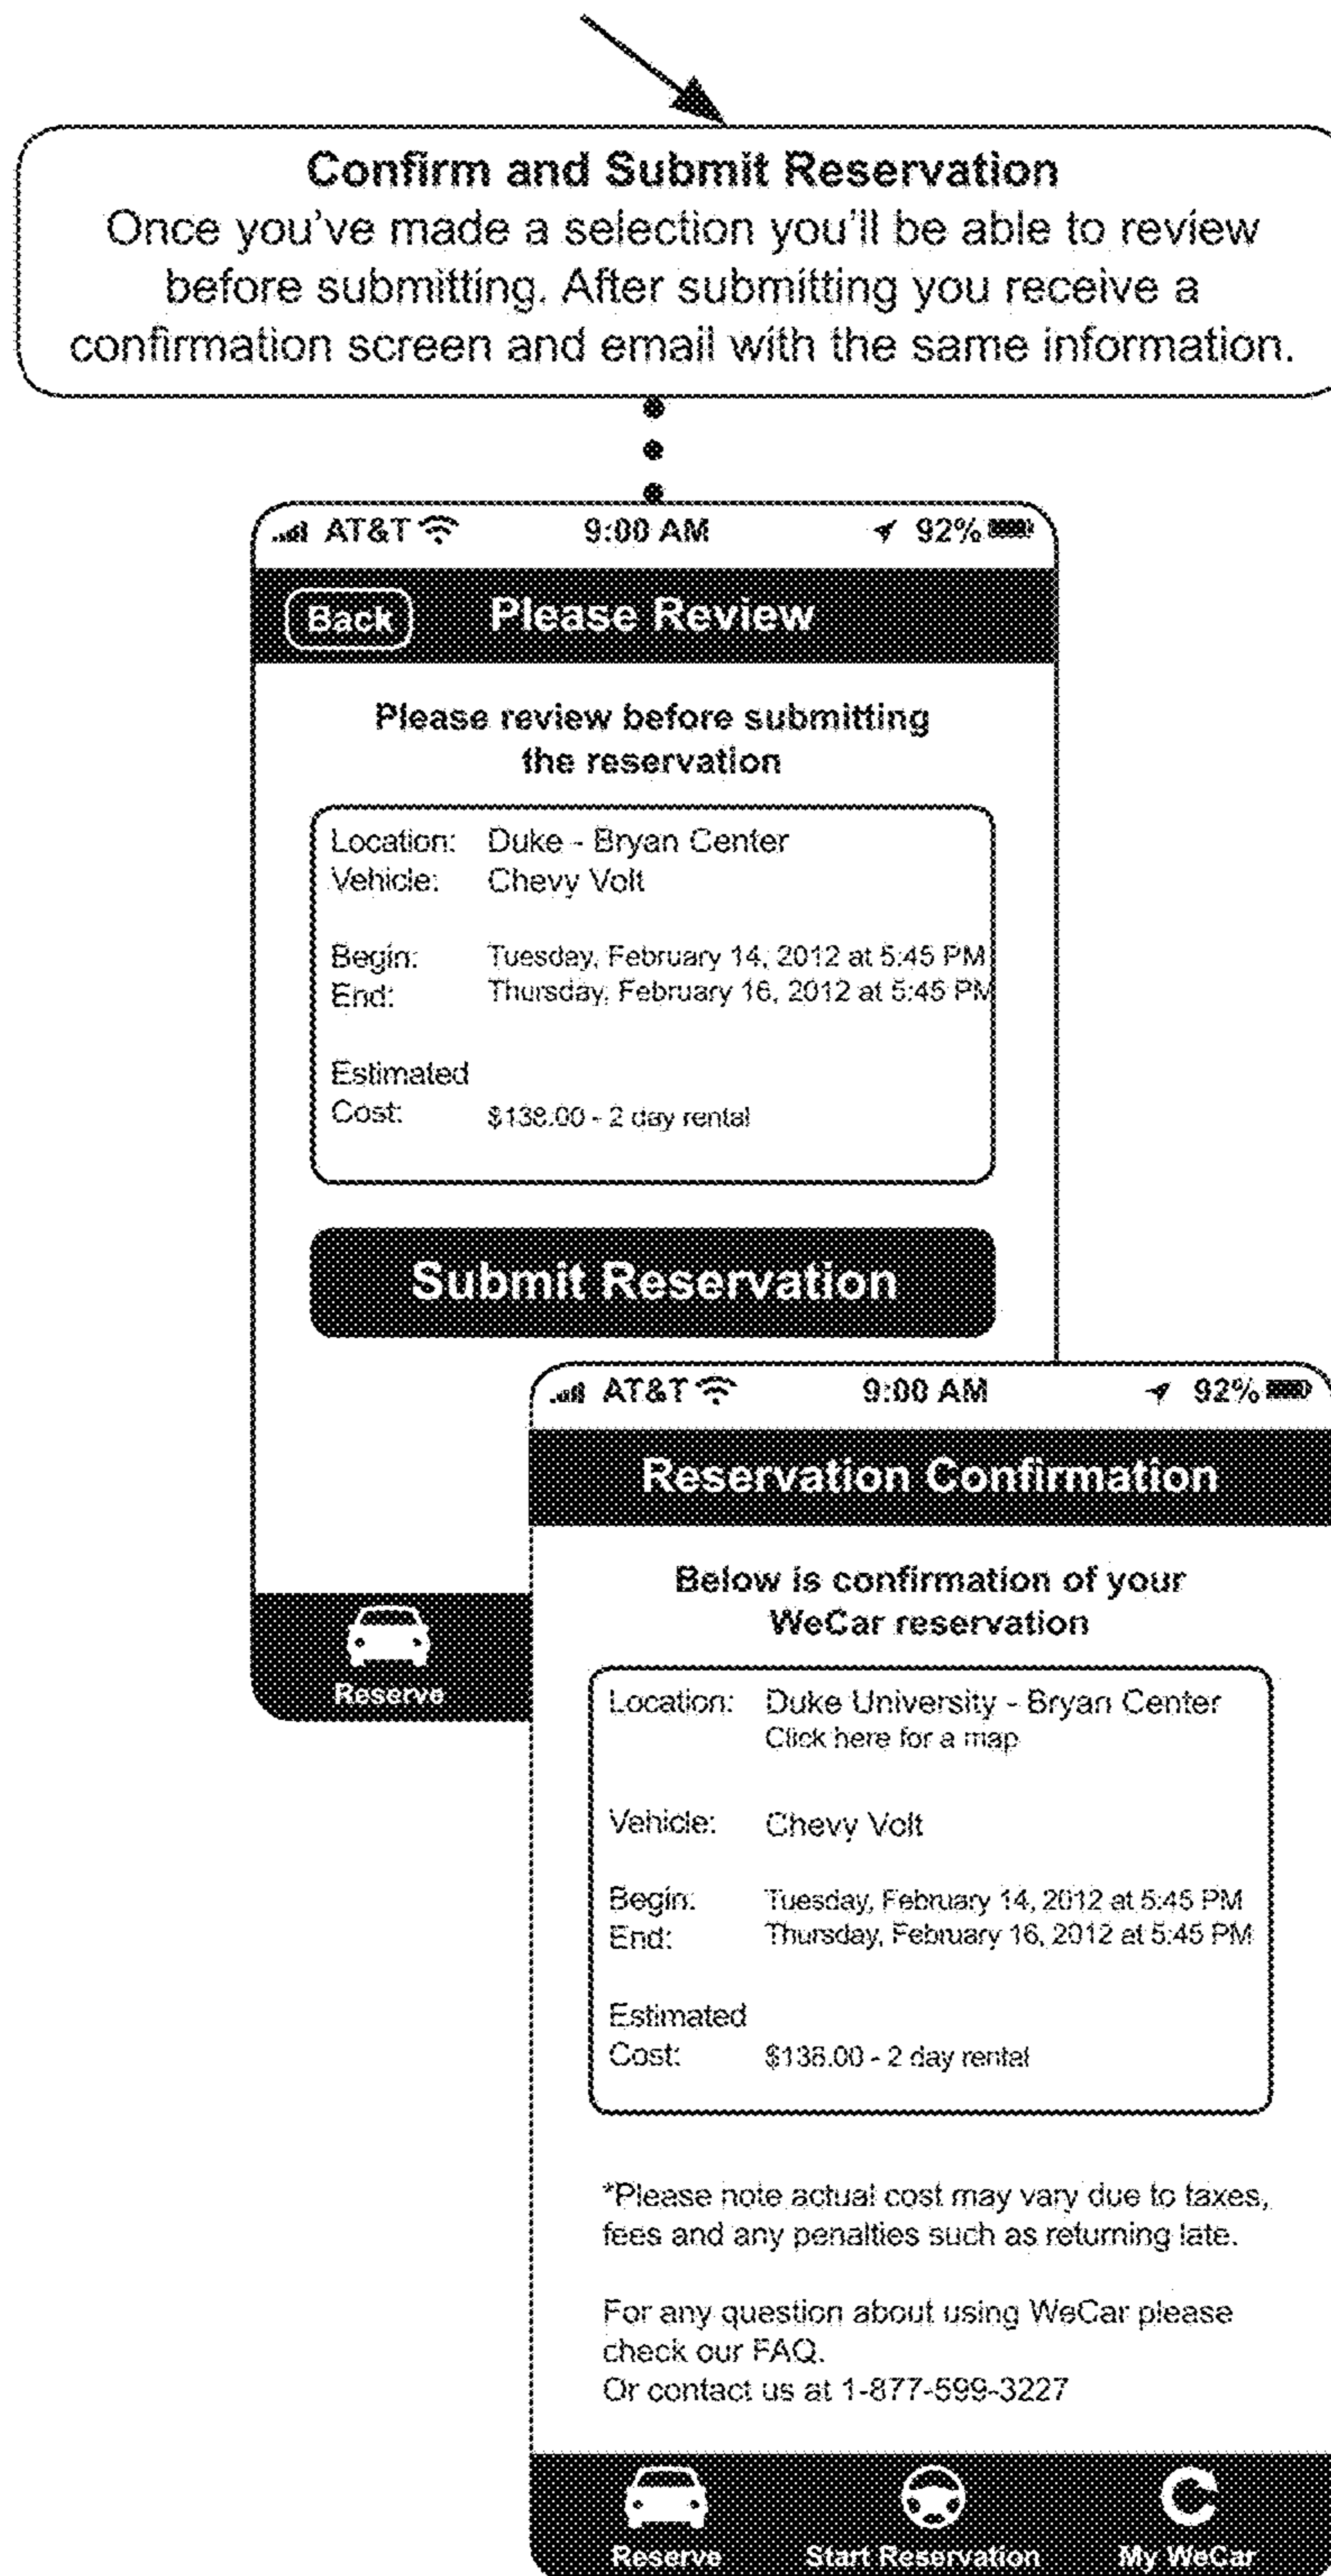 Confirm and Submit Reservation
Once you've made a selection you'll be able to review
before submitting. After submitting you receive a
confirmation screen and email with the same information.
AT&T 9:00 AM 92%
Back Please Review
Please review before submitting
the reservation
Location: Duke - Bryan Center
Vehicle: Chevy Volt
Begin: Tuesday, February 14, 2012 at 5:45 PM
End: Thursday, February 16, 2012 at 5:45 PM
Estimated
Cost: $138.00 - 2 day rental
Submit Reservation
Reserve
AT&T 9:00 AM 92%
Reservation Confirmation
Below is confirmation of your
WeCar reservation
Location: Duke University - Bryan Center
Click here for a map
Vehicle: Chevy Volt
Begin: Tuesday, February 14, 2012 at 5:45 PM
End: Thursday, February 16, 2012 at 5:45 PM
Estimated
Cost: $138.00 - 2 day rental
*Please note actual cost may vary due to taxes,
fees and any penalties such as returning late.
For any question about using WeCar please
check our FAQ.
Or contact us at 1-877-599-3227
Reserve Start Reservation My WeCar